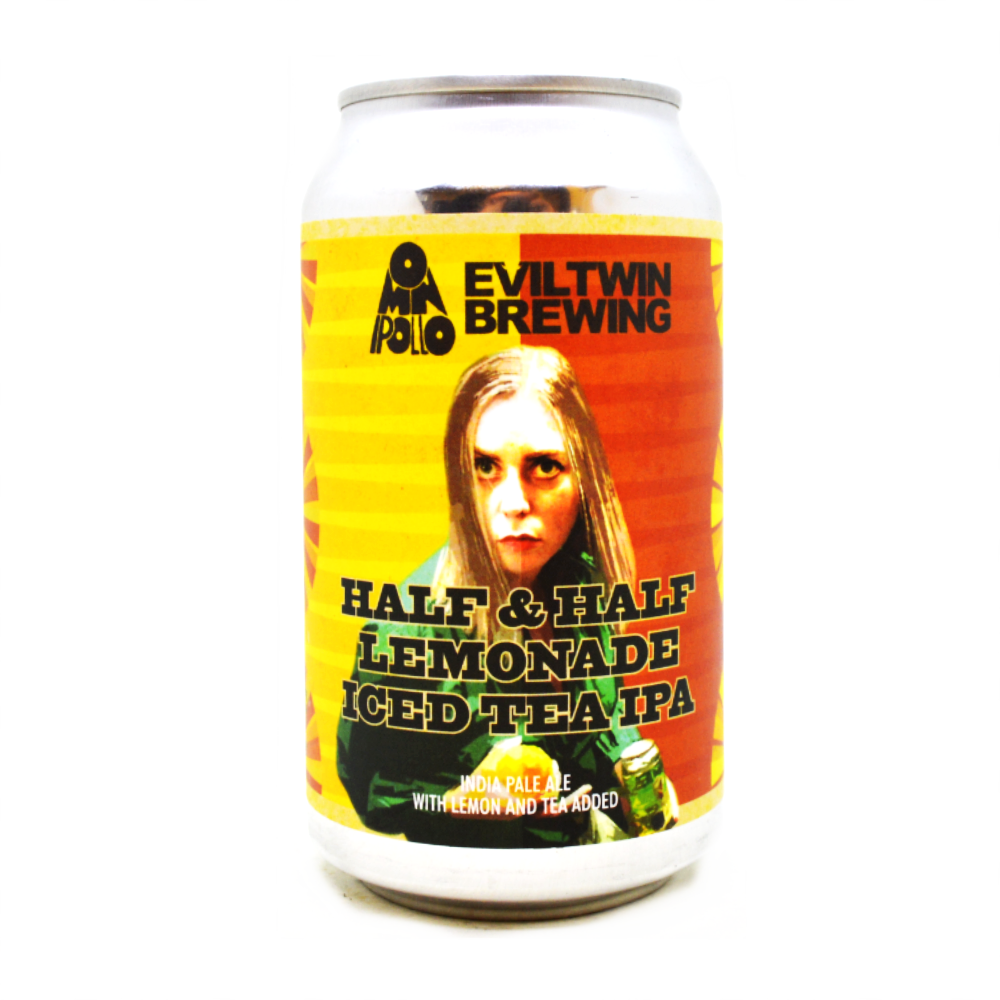 OMNIPOLLO
EVILTWIN
BREWING
HALF & HALF
LEMONADE
ICED TEA IPA
INDIA PALE ALE
WITH LEMON AND TEA ADDED